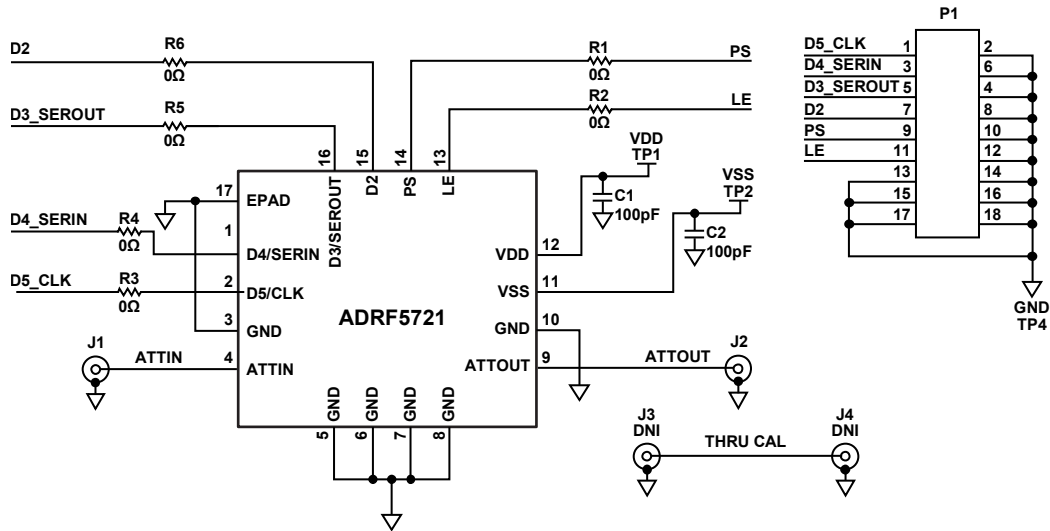 D2
R6
0Ω
D3_SEROUT
R5
0Ω
R1
0Ω
PS
R2
0Ω
LE
16
15
14
13
D3/SEROUT
D2
PS
LE
VDD
TP1
C1
100pF
VSS
TP2
C2
100pF
17
EPAD
D4_SERIN
R4
0Ω
1
D4/SERIN
D5_CLK
R3
0Ω
2
D5/CLK
3
GND
J1
ATTIN
4
ATTIN
ADRF5721
12
VDD
11
VSS
10
GND
9
ATTOUT
ATTOUT
J2
GND
GND
GND
GND
5
6
7
8
J3
DNI
THRU CAL
J4
DNI
P1
D5_CLK
1
2
D4_SERIN
3
6
D3_SEROUT
5
4
D2
7
8
PS
9
10
LE
11
12
13
14
15
16
17
18
GND
TP4